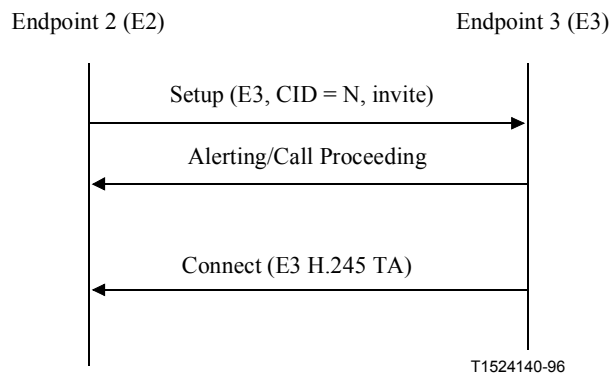 Endpoint 2 (E2)
Endpoint 3 (E3)
Setup (E3, CID = N, invite)
Alerting/Call Proceeding
Connect (E3 H.245 TA)
T1524140-96